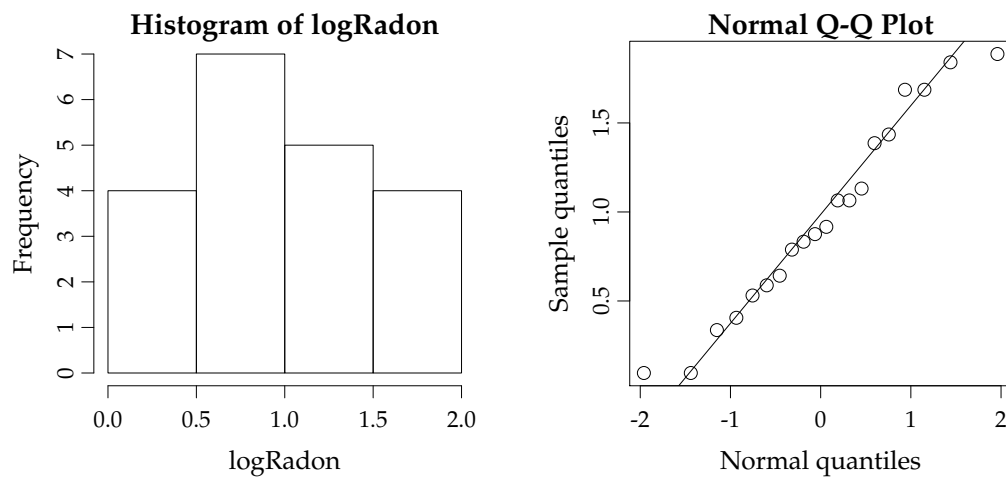 Histogram of logRadon
Frequency
7
6
5
4
3
2
1
0
0.0 0.5 1.0 1.5 2.0
logRadon
Normal Q-Q Plot
Sample quantiles
1.5
1.0
0.5
-2 -1 0 1 2
Normal quantiles